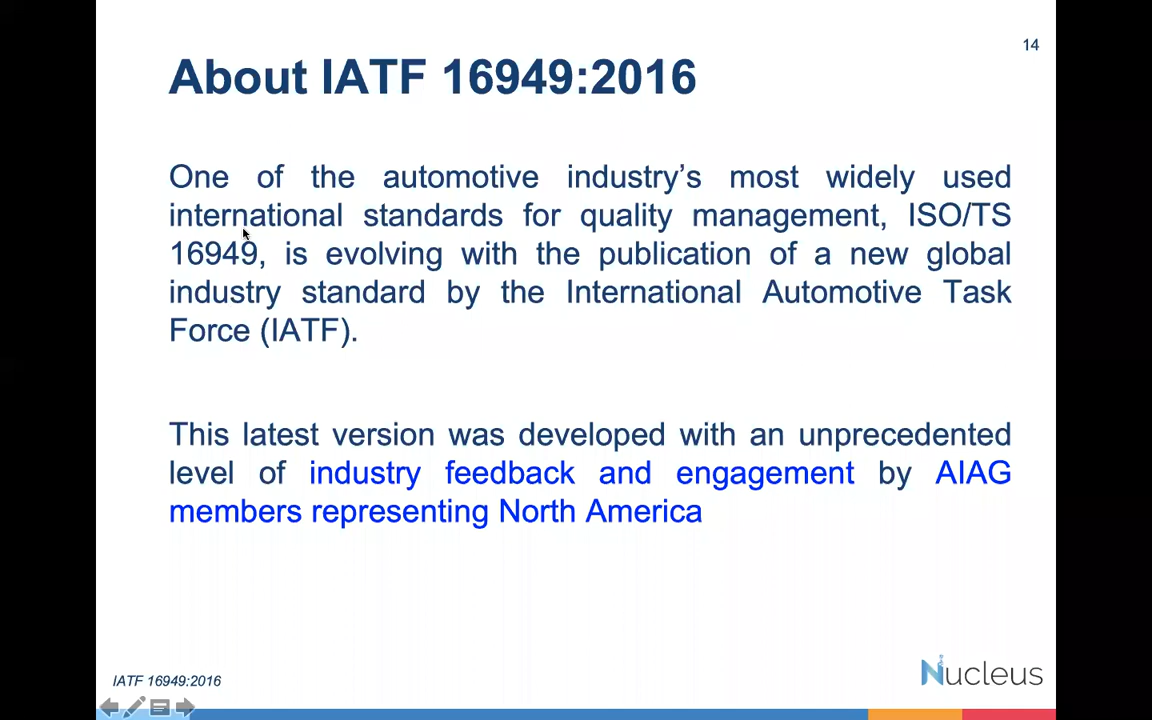 14
About IATF 16949:2016
One of the automotive industry’s most widely used
international standards for quality management, ISO/TS
16949, is evolving with the publication of a new global
industry standard by the International Automotive Task
Force (IATF).
This latest version was developed with an unprecedented
level of industry feedback and engagement by AIAG
members representing North America
IATF 16949:2016
Nucleus